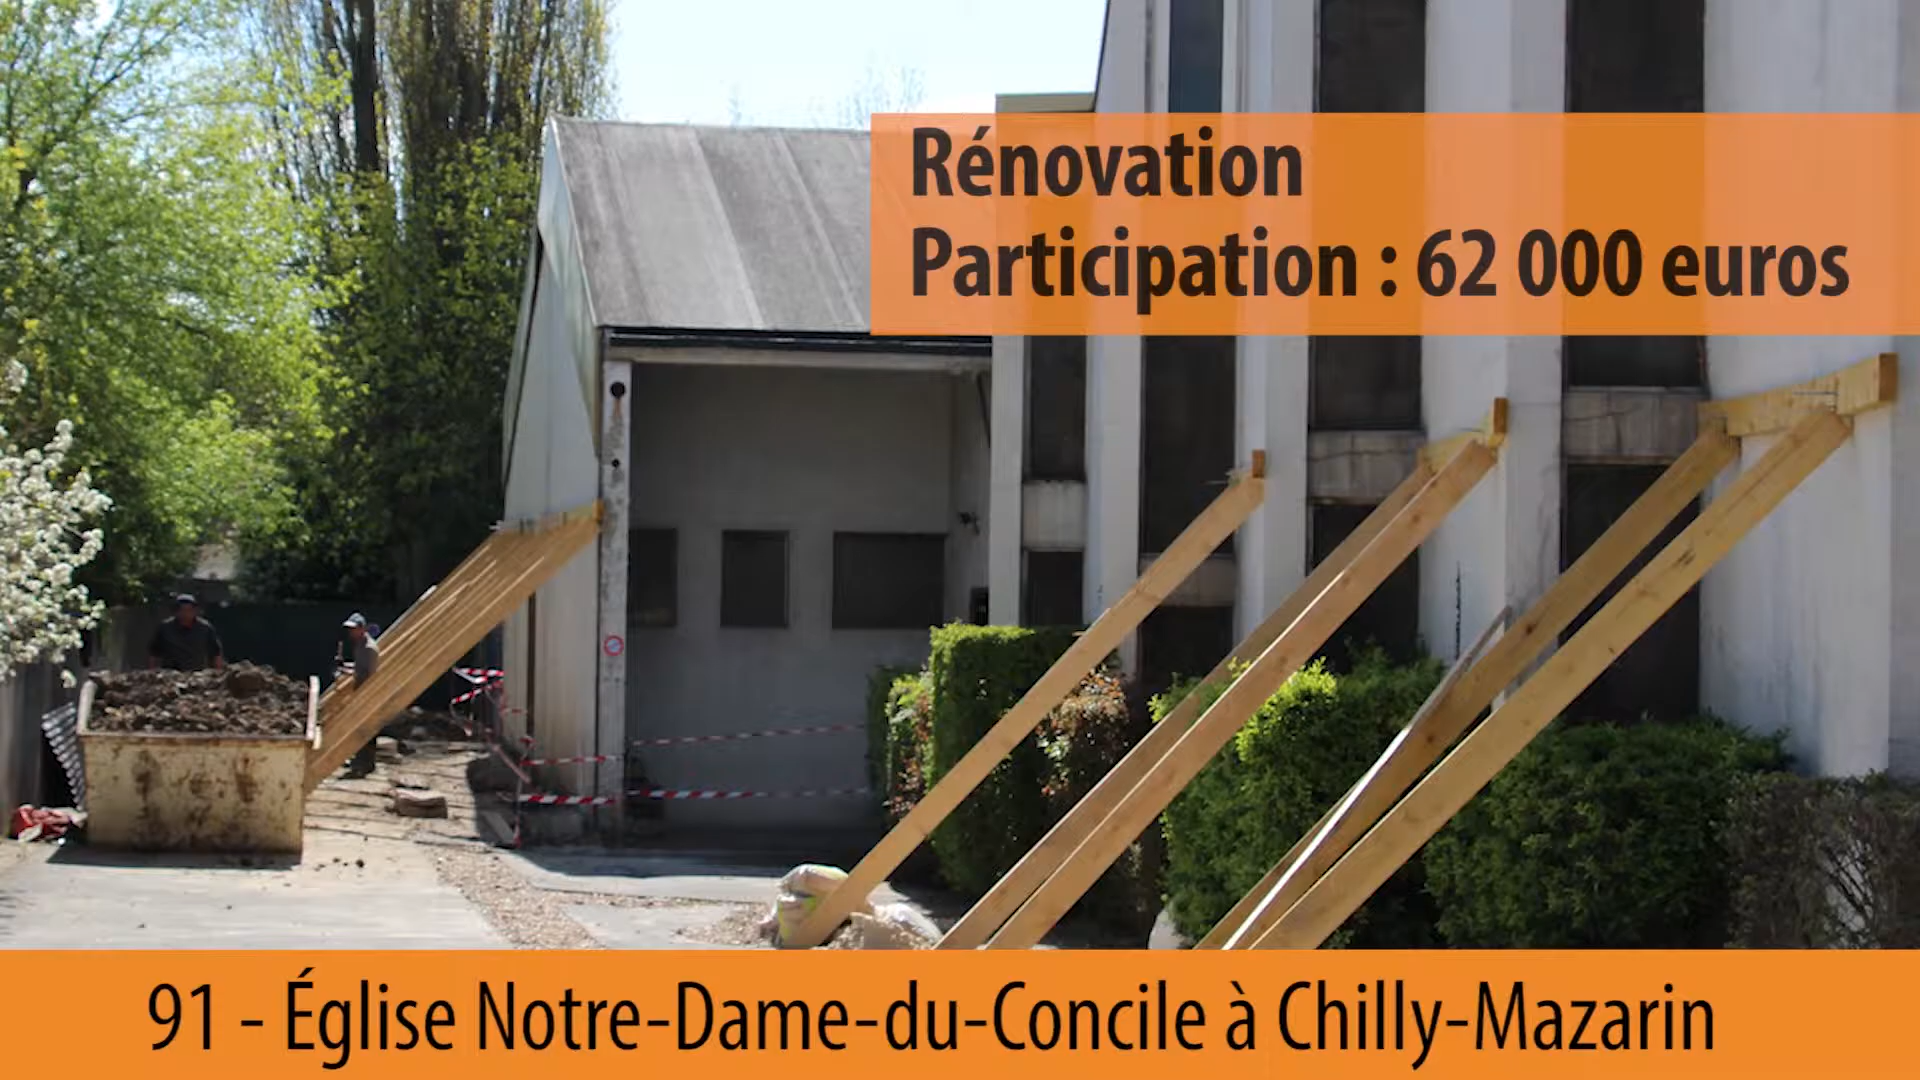 Rénovation
Participation : 62 000 euros
91 - Église Notre-Dame-du-Concile à Chilly-Mazarin